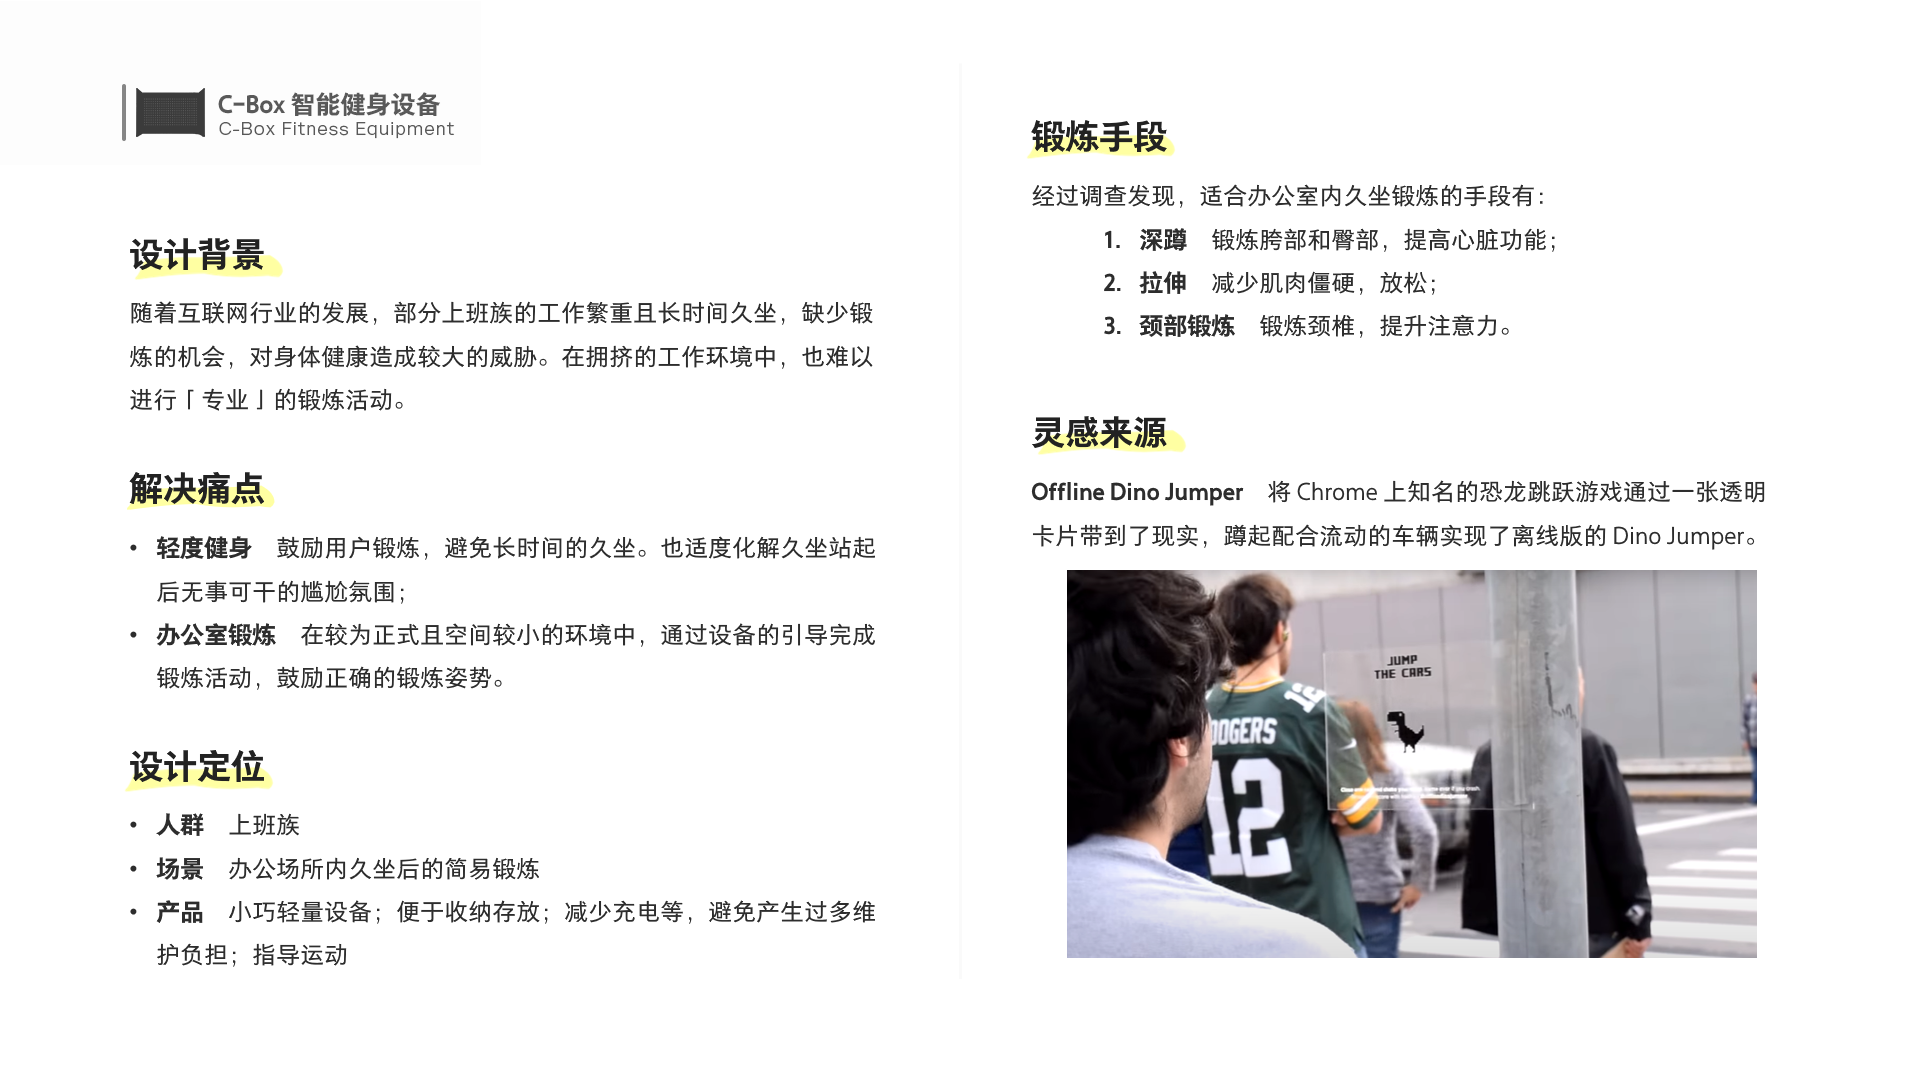 C-Box 智能健身设备
C-Box Fitness Equipment
设计背景
随着互联网行业的发展，部分上班族的工作繁重且长时间久坐，缺少锻
炼的机会，对身体健康造成较大的威胁。在拥挤的工作环境中，也难以
进行「专业」的锻炼活动。
解决痛点
• 轻度健身　鼓励用户锻炼，避免长时间的久坐。也适度化解久坐站起
后无事可干的尴尬氛围；
• 办公室锻炼　在较为正式且空间较小的环境中，通过设备的引导完成
锻炼活动，鼓励正确的锻炼姿势。
设计定位
• 人群　上班族
• 场景　办公场所内久坐后的简易锻炼
• 产品　小巧轻量设备；便于收纳存放；减少充电等，避免产生过多维
护负担；指导运动
锻炼手段
经过调查发现，适合办公室内久坐锻炼的手段有：
1. 深蹲　锻炼胯部和臀部，提高心脏功能；
2. 拉伸　减少肌肉僵硬，放松；
3. 颈部锻炼　锻炼颈椎，提升注意力。
灵感来源
Offline Dino Jumper　将 Chrome 上知名的恐龙跳跃游戏通过一张透明
卡片带到了现实，蹲起配合流动的车辆实现了离线版的 Dino Jumper。
JUMP
THE CARS
12
DOGERS
12